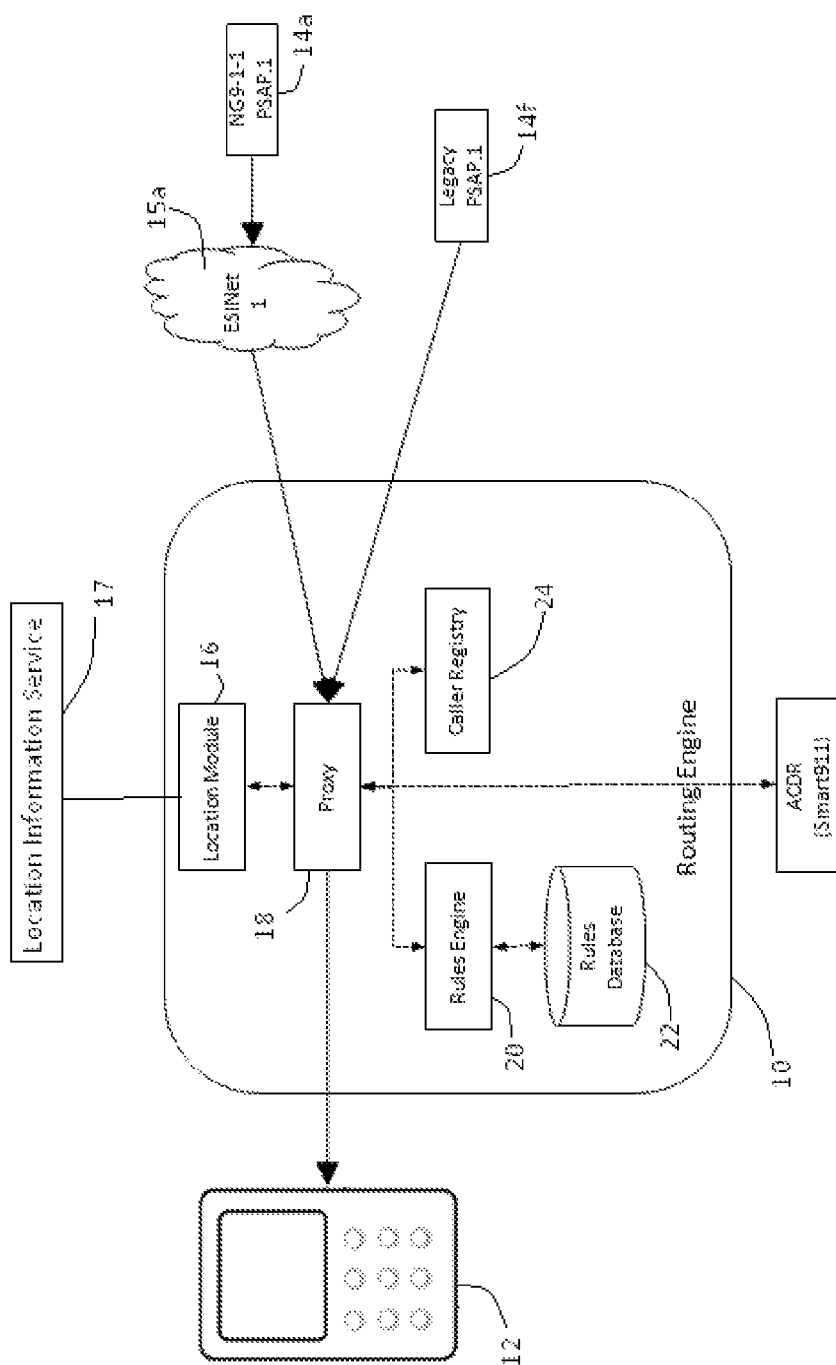 Location Information Service
17
Location Module
16
Proxy
18
Caller Registry
24
Rules Engine
20
Rules
Database
22
Routing Engine
10
12
ACDR
(Smart911)
ESINet
1
15a
NG9-1-1
PSAP.1
14a
Legacy
PSAP.1
14f